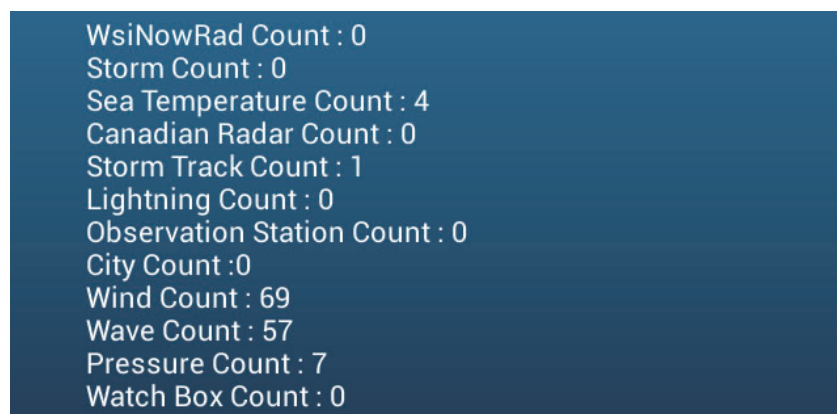 WsiNowRad Count : 0
Storm Count : 0
Sea Temperature Count : 4
Canadian Radar Count : 0
Storm Track Count : 1
Lightning Count : 0
Observation Station Count : 0
City Count :0
Wind Count : 69
Wave Count : 57
Pressure Count : 7
Watch Box Count : 0